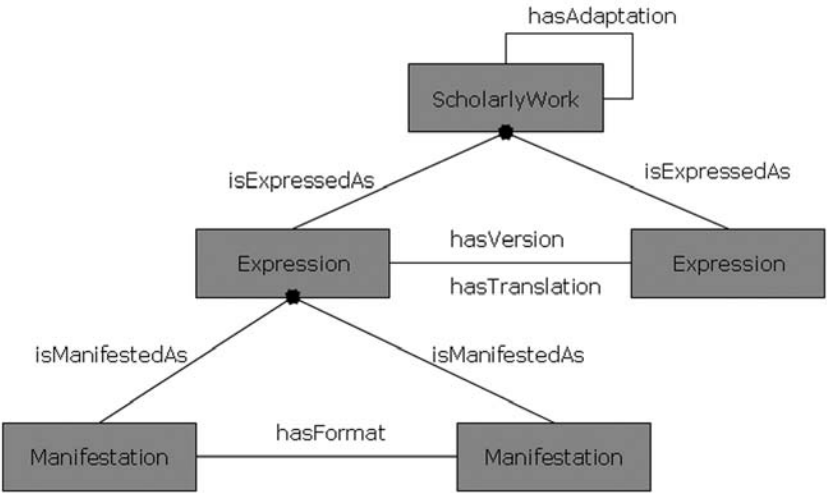 hasAdaptation
ScholarlyWork
isExpressedAs
isExpressedAs
Expression
hasVersion
hasTranslation
Expression
isManifestedAs
isManifestedAs
Manifestation
hasFormat
Manifestation